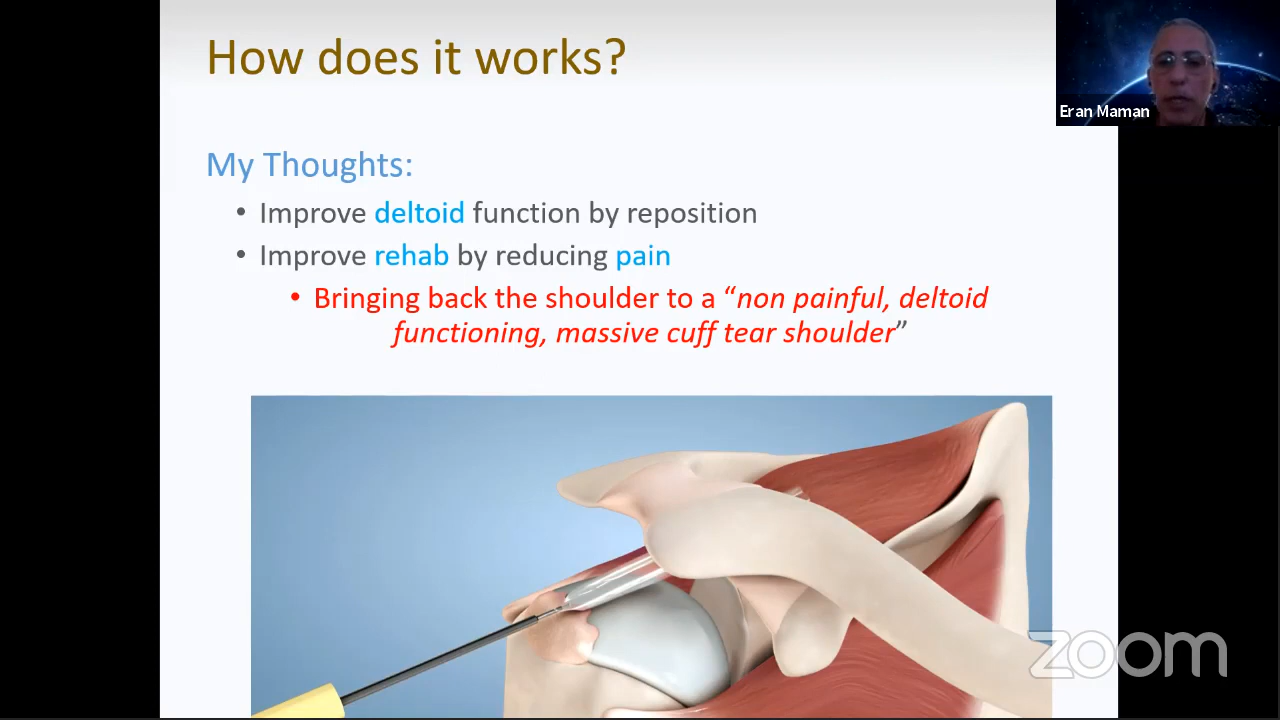 How does it works?
Eran Maman
My Thoughts:
• Improve deltoid function by reposition
• Improve rehab by reducing pain
• Bringing back the shoulder to a “non painful, deltoid
functioning, massive cuff tear shoulder”
zoom